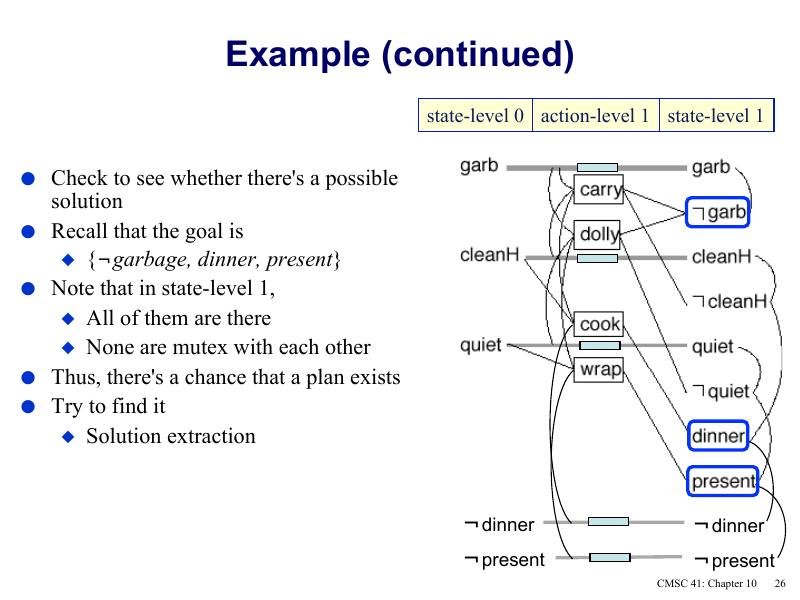 Example (continued)
state-level 0 action-level 1 state-level 1
Check to see whether there's a possible
solution
Recall that the goal is
{¬garbage, dinner, present}
Note that in state-level 1,
All of them are there
None are mutex with each other
Thus, there's a chance that a plan exists
Try to find it
Solution extraction
garb garb
carry
¬garb
dolly
cleanH cleanH
¬cleanH
cook
quiet quiet
wrap
¬quiet
dinner
present
¬ dinner ¬ dinner
¬ present ¬ present
CMSC 41: Chapter 10 26